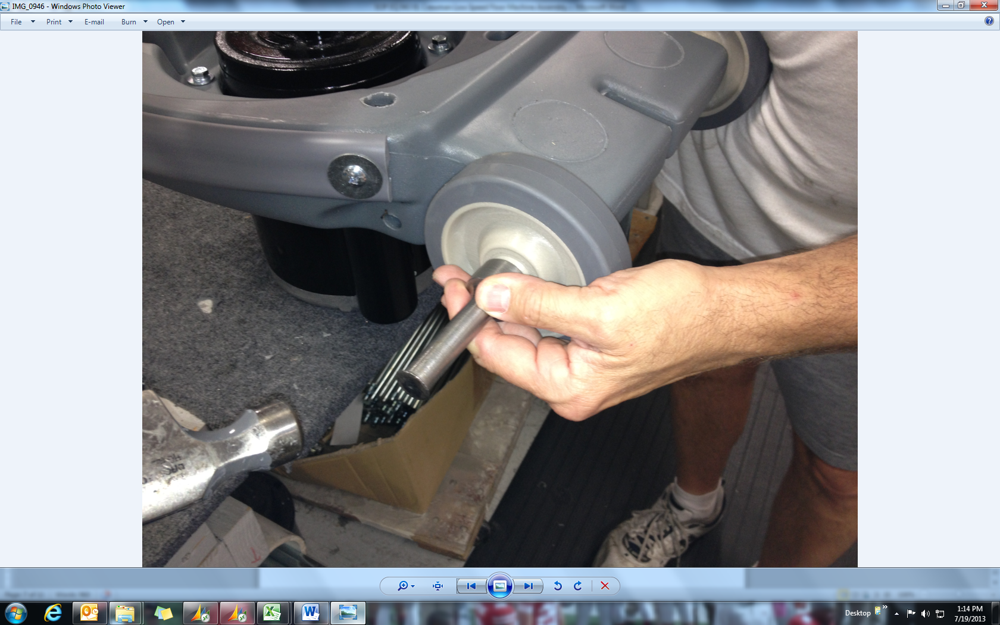 IMG_0946 - Windows Photo Viewer
File Print E-mail Burn Open
Desktop
1:14 PM
7/19/2013